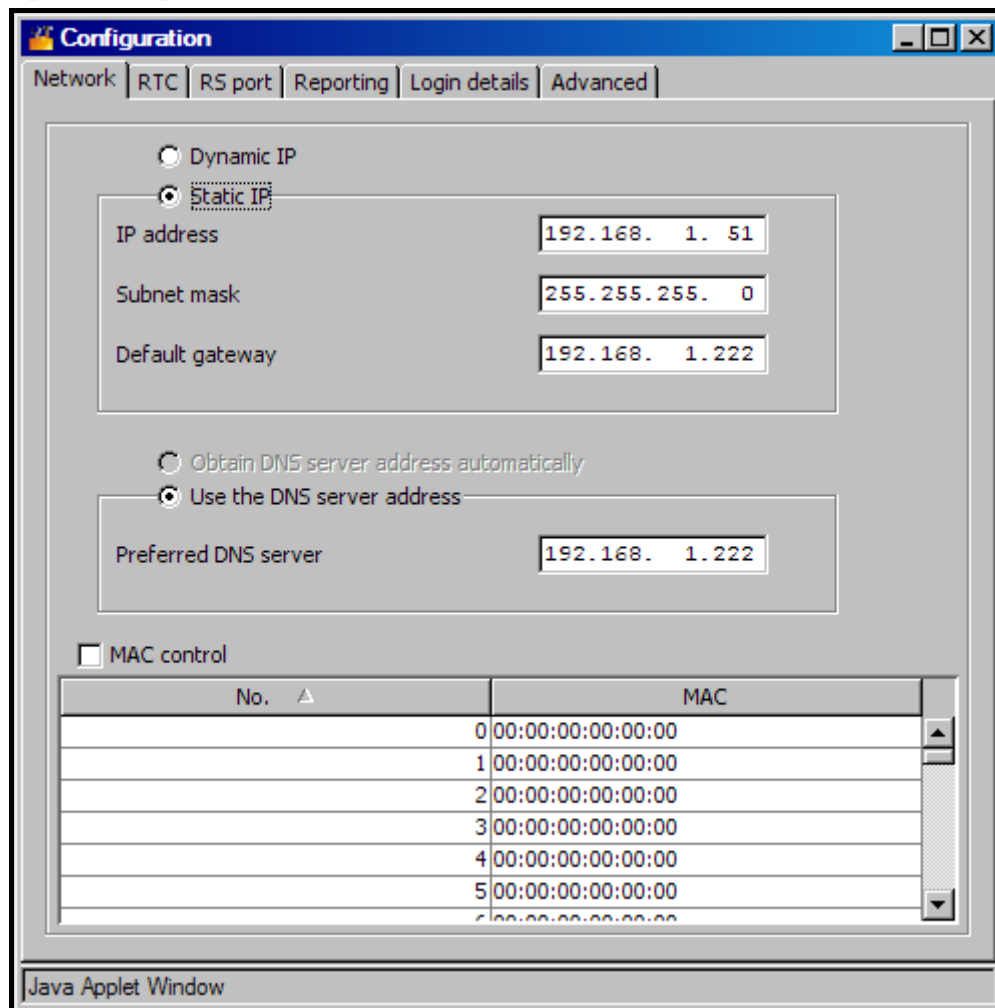 Configuration
Network RTC RS port Reporting Login details Advanced
Dynamic IP
Static IP
IP address 192.168. 1. 51
Subnet mask 255.255.255. 0
Default gateway 192.168. 1.222
Obtain DNS server address automatically
Use the DNS server address
Preferred DNS server 192.168. 1.222
MAC control
No. MAC
0 00:00:00:00:00:00
1 00:00:00:00:00:00
2 00:00:00:00:00:00
3 00:00:00:00:00:00
4 00:00:00:00:00:00
5 00:00:00:00:00:00
Java Applet Window